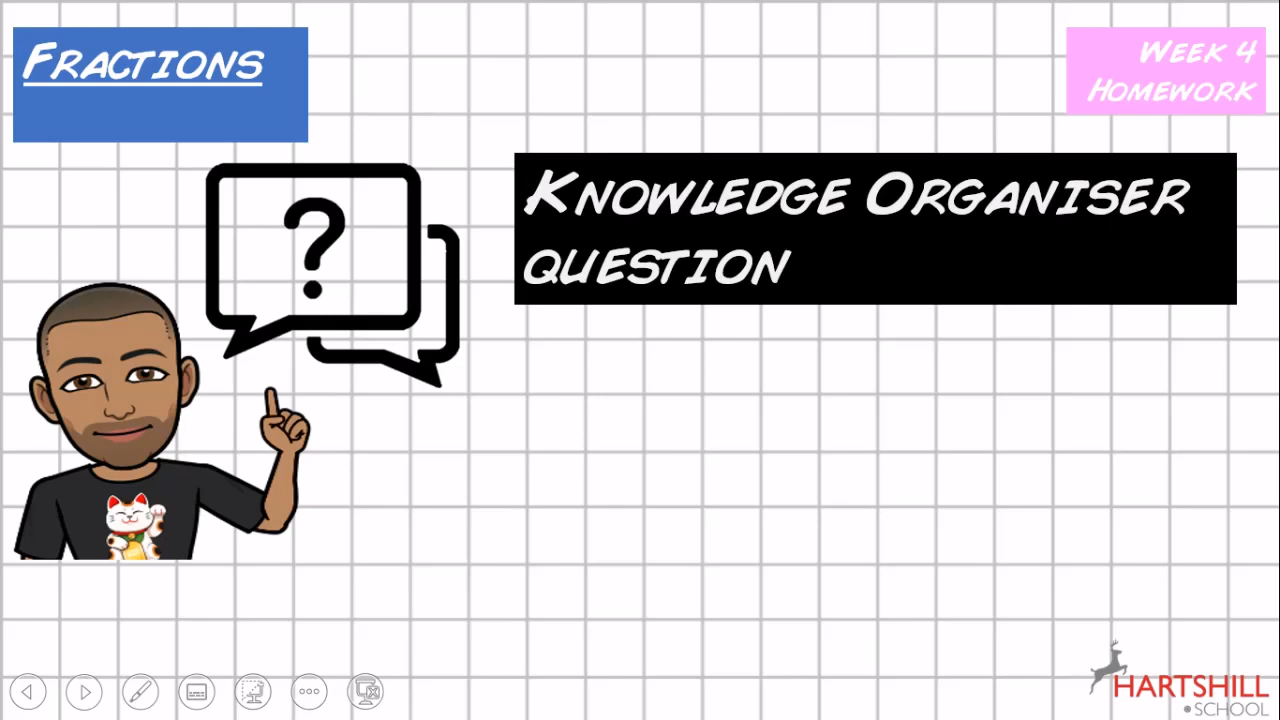 Fractions
Week 4
Homework
Knowledge Organiser
question
?
HARTSHILL
•SCHOOL